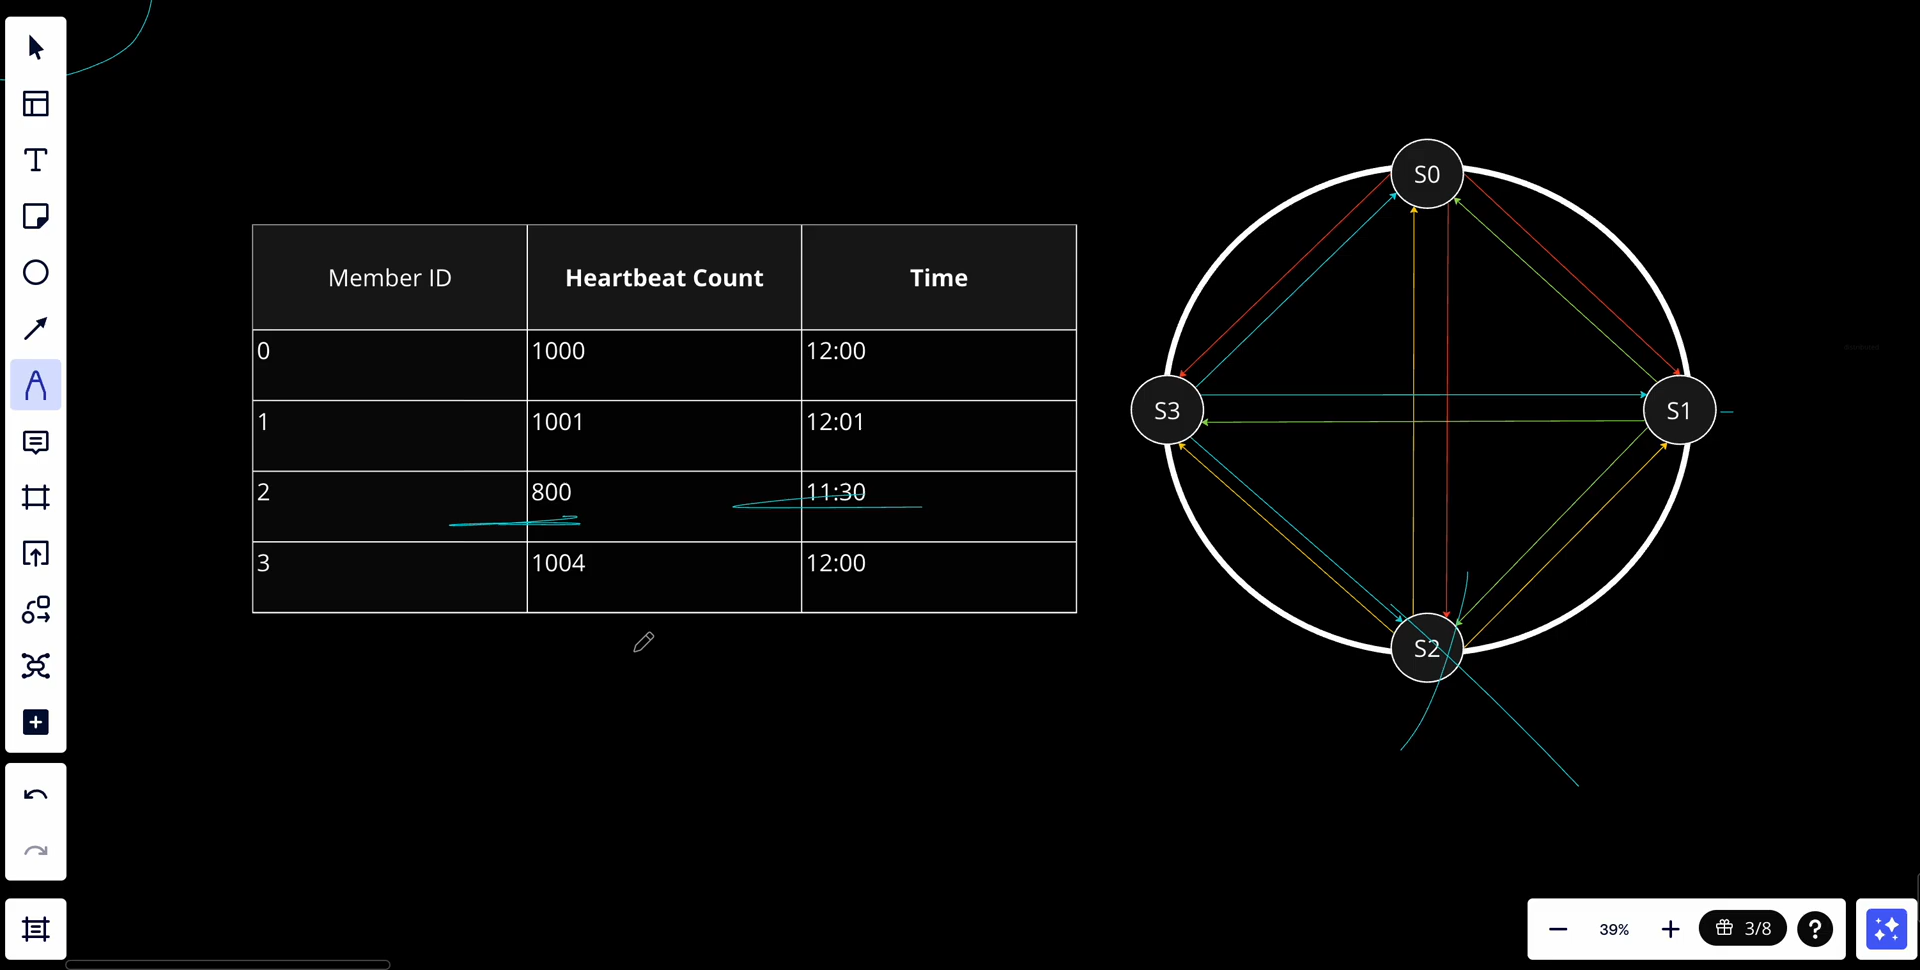 Member ID Heartbeat Count Time
0 1000 12:00
1 1001 12:01
2 800 11:30
3 1004 12:00
S0
S3 S1
S2
39% 3/8 ?